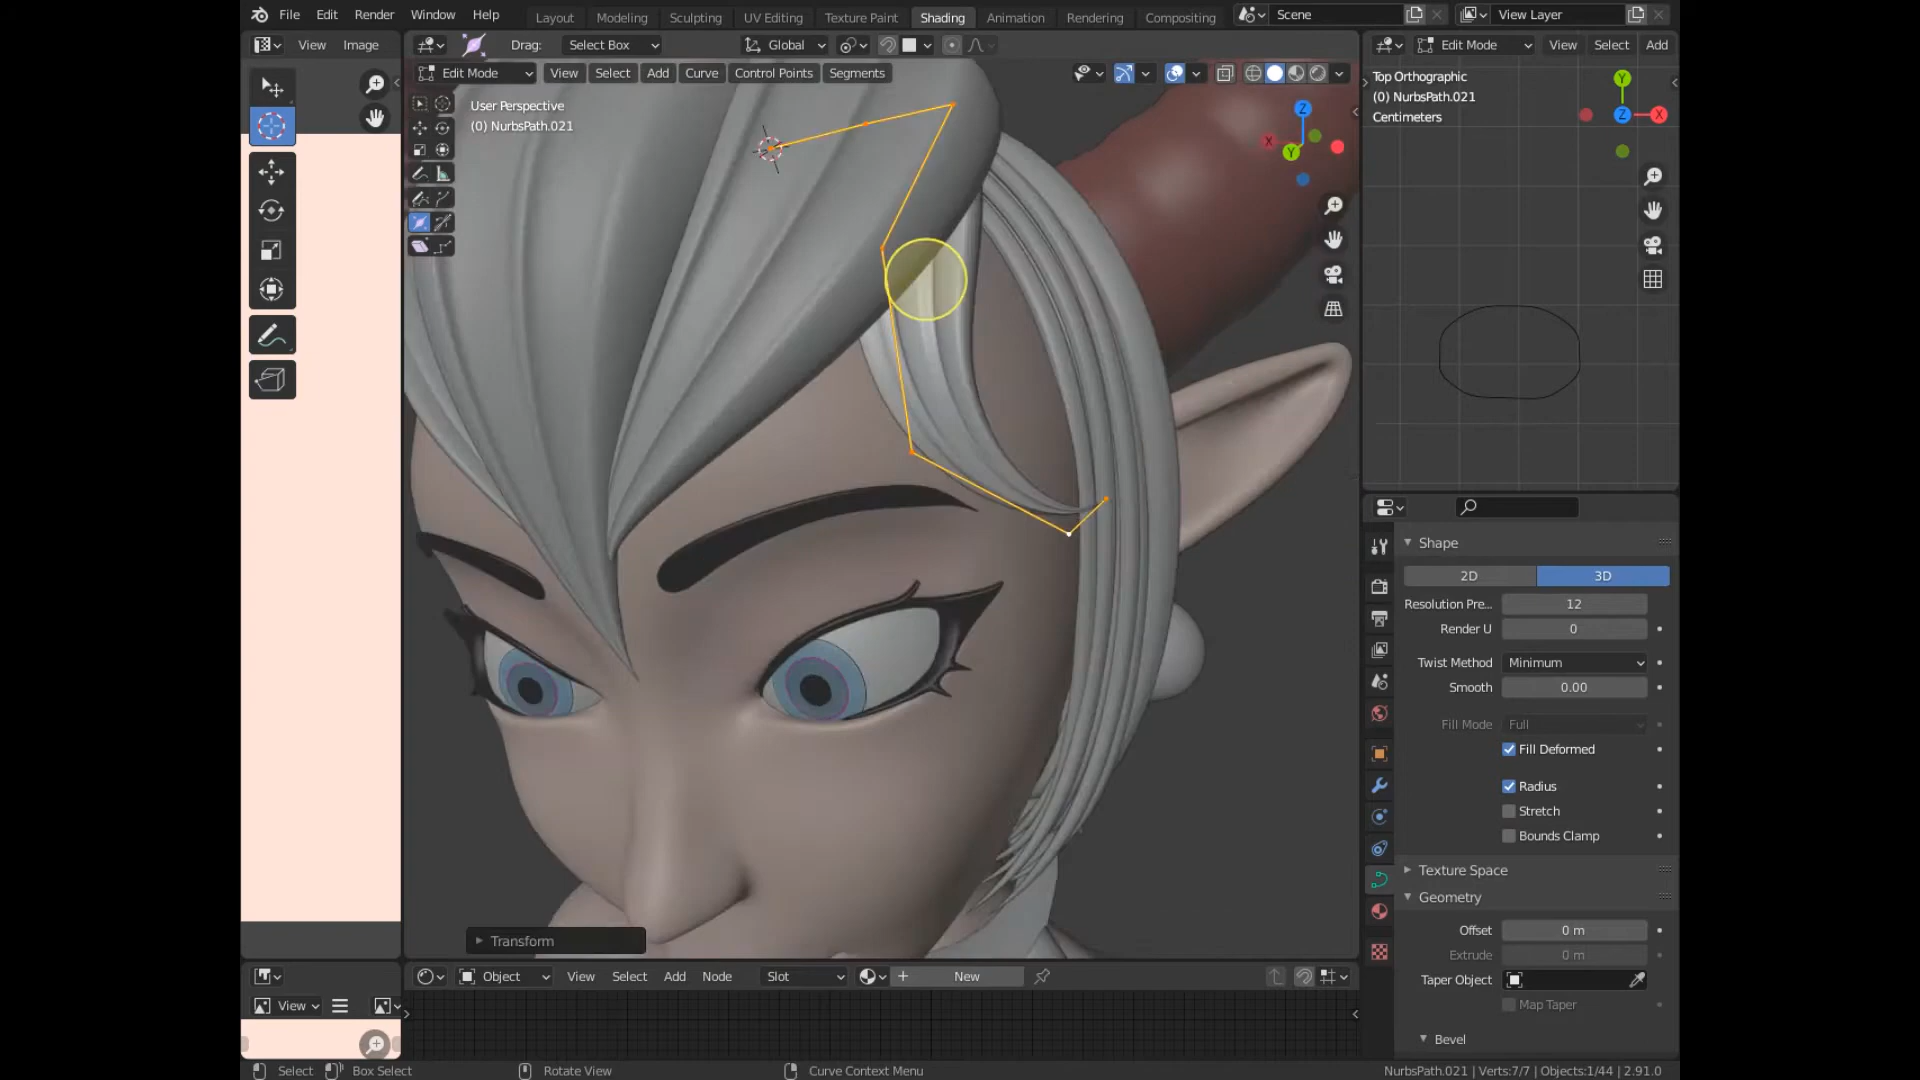 File Edit Render Window Help Layout Modeling Sculpting UV Editing Texture Paint Shading Animation Rendering Compositing Scene View Layer
View Image Drag: Select Box Global Edit Mode View Select Add
Edit Mode View Select Add Curve Control Points Segments
User Perspective
(0) NurbsPath.021
Z
X
Y
Top Orthographic
(0) NurbsPath.021
Centimeters
Y
Z
X
Shape
2D 3D
Resolution Pre... 12
Render U 0
Twist Method Minimum
Smooth 0.00
Fill Mode Full
Fill Deformed
Radius
Stretch
Bounds Clamp
Texture Space
Geometry
Offset 0 m
Extrude 0 m
Taper Object
Map Taper
Bevel
Transform
Object View Select Add Node Slot New
View
Select Box Select Rotate View Curve Context Menu NurbsPath.021 | Verts:7/7 | Objects:1/44 | 2.91.0